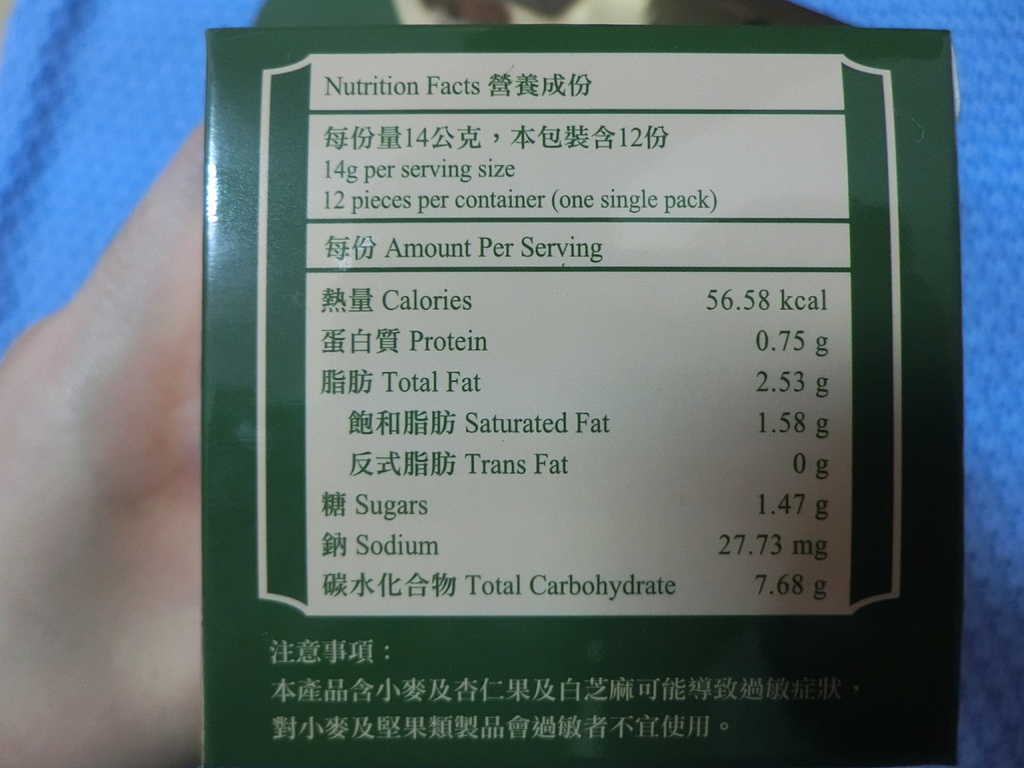 Nutrition Facts 營養成份
每份量14公克，本包裝含12份
14g per serving size
12 pieces per container (one single pack)
每份 Amount Per Serving
熱量 Calories 56.58 kcal
蛋白質 Protein 0.75 g
脂肪 Total Fat 2.53 g
飽和脂肪 Saturated Fat 1.58 g
反式脂肪 Trans Fat 0 g
糖 Sugars 1.47 g
鈉 Sodium 27.73 mg
碳水化合物 Total Carbohydrate 7.68 g
注意事項：
本產品含小麥及杏仁果及白芝麻可能導致過敏症狀，
對小麥及堅果類製品會過敏者不宜使用。